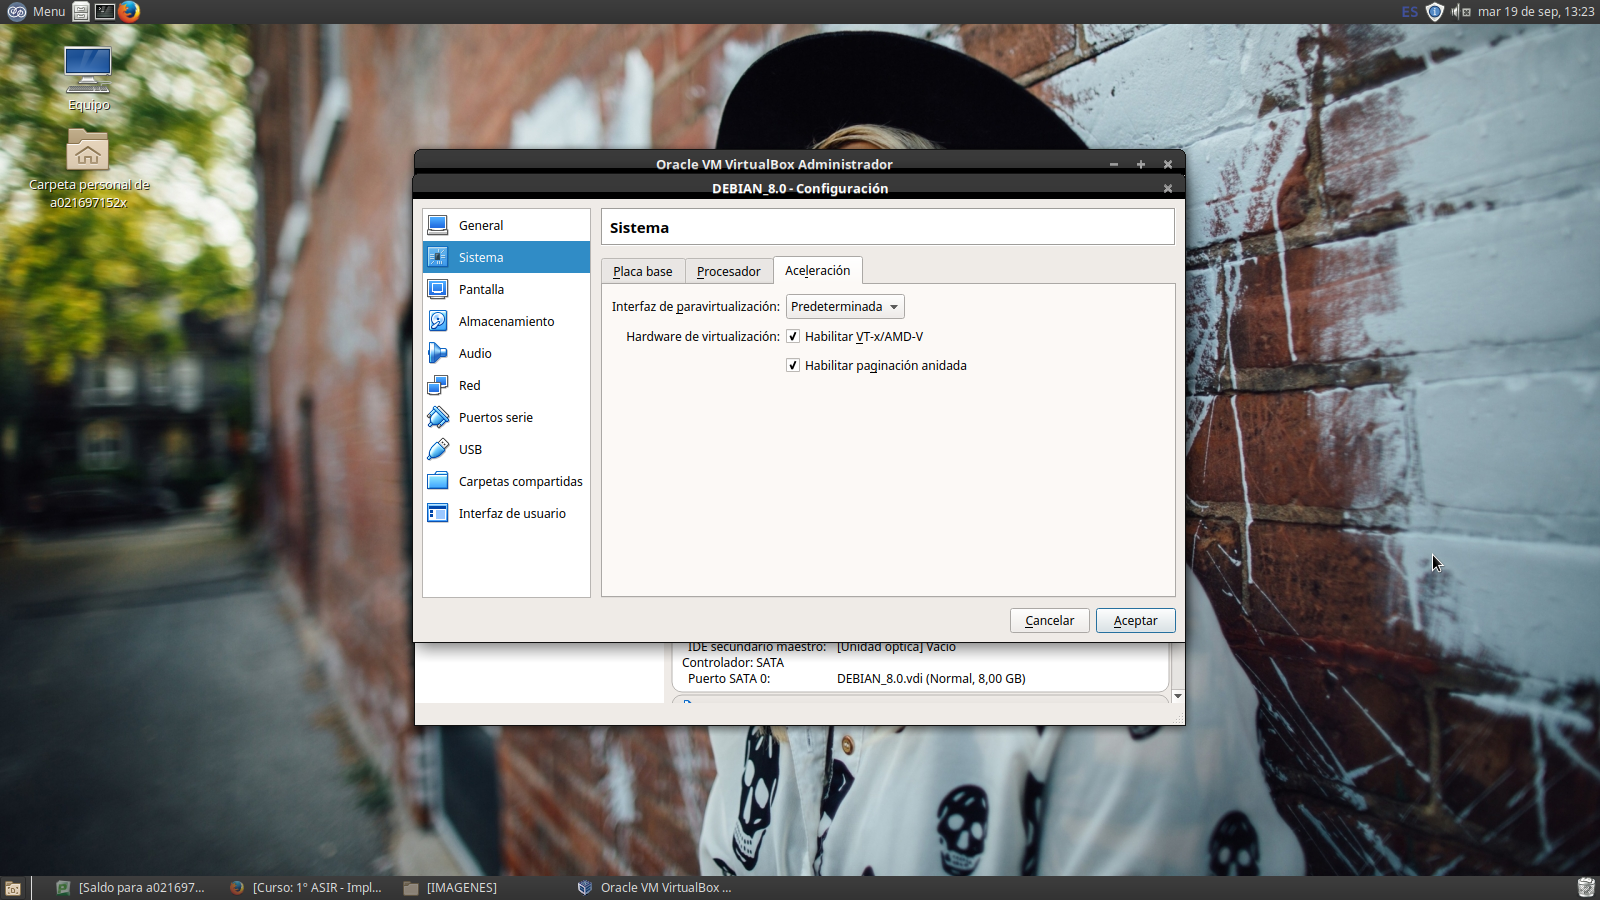 Menu
ES
mar 19 de sep, 13:23
Equipo
Carpeta personal de
a021697152x
Oracle VM VirtualBox Administrador
DEBIAN_8.0 - Configuración
General
Sistema
Pantalla
Almacenamiento
Audio
Red
Puertos serie
USB
Carpetas compartidas
Interfaz de usuario
Sistema
Placa base
Procesador
Aceleración
Interfaz de paravirtualización: Predeterminada
Hardware de virtualización: Habilitar VT-x/AMD-V
Habilitar paginación anidada
Cancelar
Aceptar
IDE secundario maestro: [Unidad óptica] Vacío
Controlador: SATA
Puerto SATA 0: DEBIAN_8.0.vdi (Normal, 8,00 GB)
[Saldo para a021697...
[Curso: 1º ASIR - Impl...
[IMAGENES]
Oracle VM VirtualBox ...